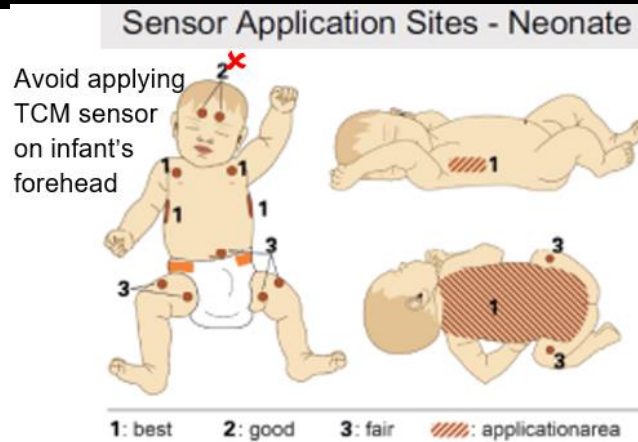 Sensor Application Sites - Neonate
Avoid applying
TCM sensor
on infant's
forehead
2
1
1
1
1
3
3
1
3
1
3
1: best 2: good 3: fair : applicationarea